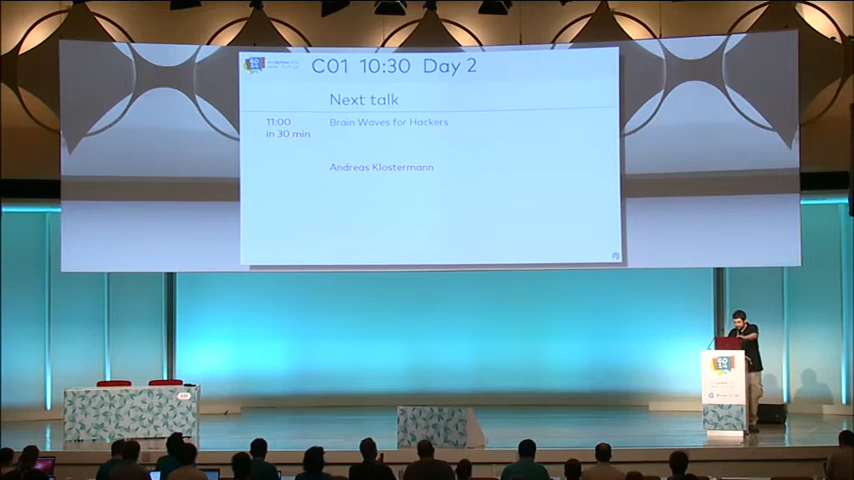 C01 10:30 Day 2
Next talk
11:00
in 30 min
Brain Waves for Hackers
Andreas Klostermann